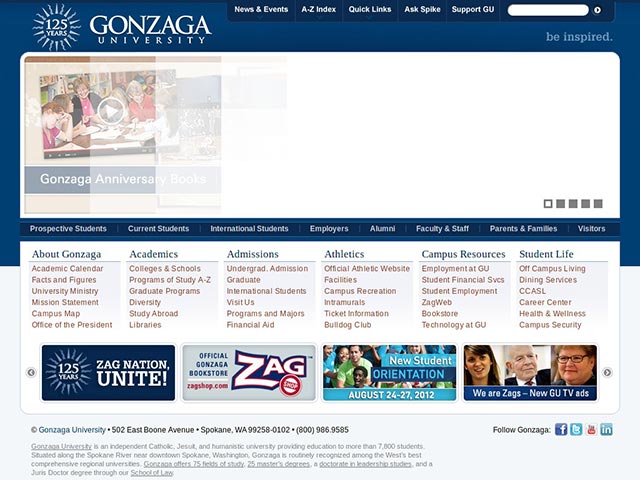 125
YEARS
GONZAGA
UNIVERSITY
News & Events
A-Z Index
Quick Links
Ask Spike
Support GU
be inspired.
Gonzaga Anniversary Books
Prospective Students
Current Students
International Students
Employers
Alumni
Faculty & Staff
Parents & Families
Visitors
About Gonzaga
Academic Calendar
Facts and Figures
University Ministry
Mission Statement
Campus Map
Office of the President
Academics
Colleges & Schools
Programs of Study A-Z
Graduate Programs
Diversity
Study Abroad
Libraries
Admissions
Undergrad. Admission
Graduate
International Students
Visit Us
Programs and Majors
Financial Aid
Athletics
Official Athletic Website
Facilities
Campus Recreation
Intramurals
Ticket Information
Bulldog Club
Campus Resources
Employment at GU
Student Financial Svcs
Student Employment
ZagWeb
Bookstore
Technology at GU
Student Life
Off Campus Living
Dining Services
CCASL
Career Center
Health & Wellness
Campus Security
125
YEARS
ZAG NATION,
UNITE!
OFFICIAL
GONZAGA
BOOKSTORE
zagshop.com
ZAG
SHOP
New Student
ORIENTATION
AUGUST 24-27, 2012
We are Zags – New GU TV ads
© Gonzaga University • 502 East Boone Avenue • Spokane, WA 99258-0102 • (800) 986.9585
Follow Gonzaga:
Gonzaga University is an independent Catholic, Jesuit, and humanistic university providing education to more than 7,800 students.
Situated along the Spokane River near downtown Spokane, Washington, Gonzaga is routinely recognized among the West's best
comprehensive regional universities. Gonzaga offers 75 fields of study, 25 master's degrees, a doctorate in leadership studies, and a
Juris Doctor degree through our School of Law.